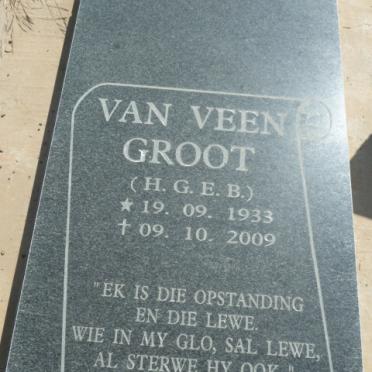 VAN VEEN
GROOT
(H. G. E. B.)
★ 19. 09. 1933
† 09. 10. 2009
"EK IS DIE OPSTANDING
EN DIE LEWE.
WIE IN MY GLO, SAL LEWE,
AL STERWE HY OOK."